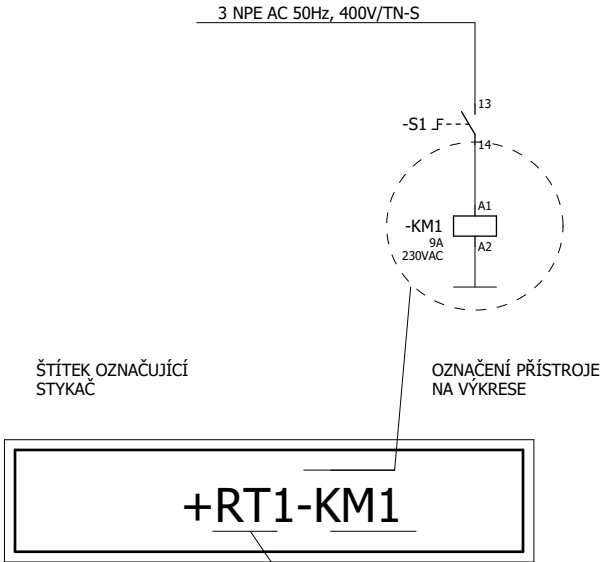 3 NPE AC 50Hz, 400V/TN-S
13
-S1
14
A1
-KM1
9A
A2
230VAC
ŠTÍTEK OZNAČUJÍCÍ
STYKAČ
OZNAČENÍ PŘÍSTROJE
NA VÝKRESE
+RT1-KM1